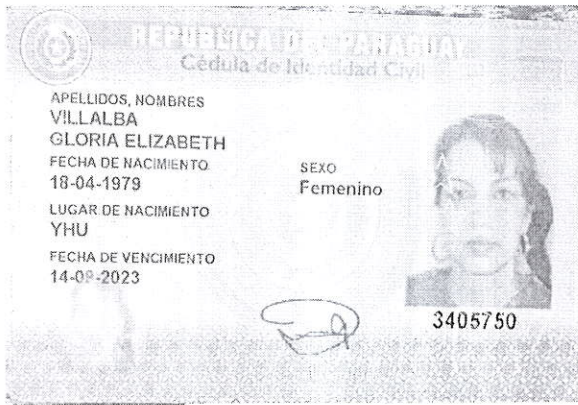 REPUBLICA DEL PARAGUAY
Cédula de Identidad Civil
APELLIDOS, NOMBRES
VILLALBA
GLORIA ELIZABETH
FECHA DE NACIMIENTO
18-04-1979
LUGAR DE NACIMIENTO
YHU
FECHA DE VENCIMIENTO
SEXO
Femenino
3405750